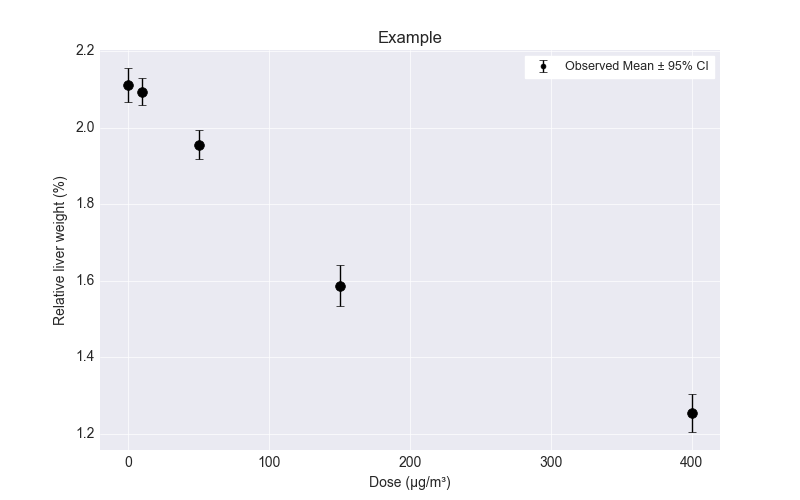 Example
Observed Mean ± 95% CI
2.2
2.0
1.8
1.6
1.4
1.2
Relative liver weight (%)
0 100 200 300 400
Dose (μg/m³)